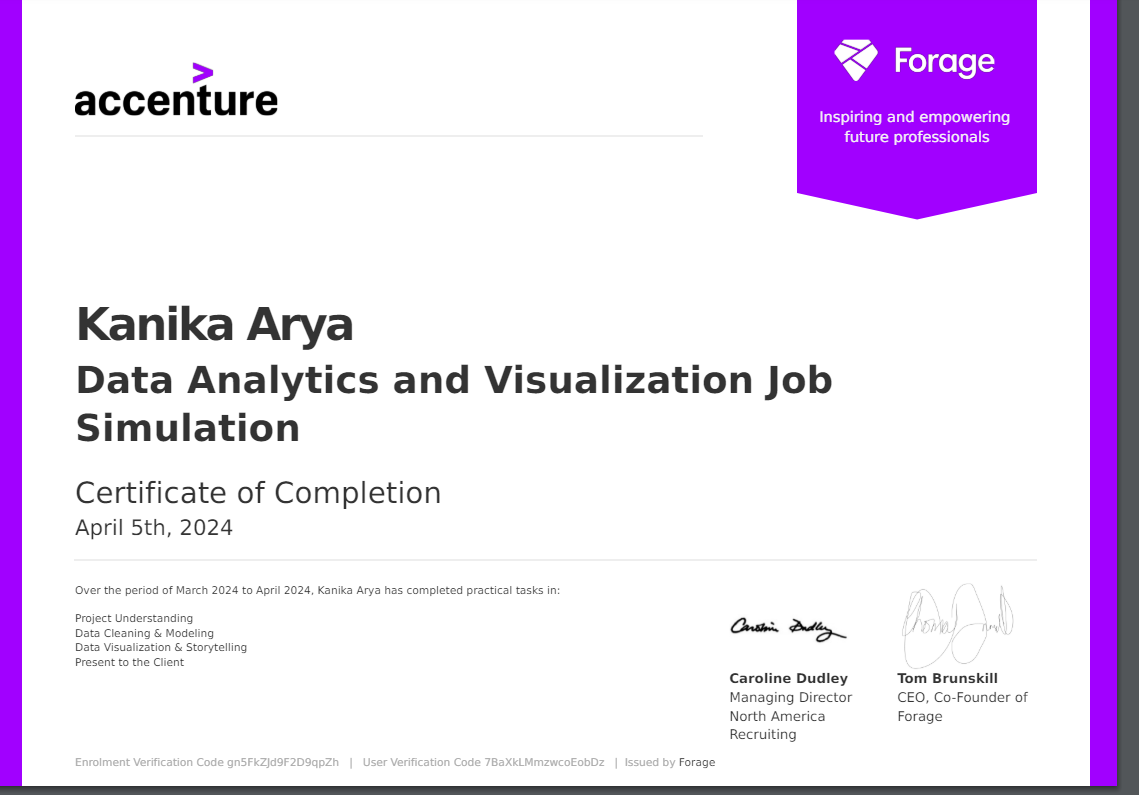 accenture
Forage
Inspiring and empowering
future professionals
Kanika Arya
Data Analytics and Visualization Job
Simulation
Certificate of Completion
April 5th, 2024
Over the period of March 2024 to April 2024, Kanika Arya has completed practical tasks in:
Project Understanding
Data Cleaning & Modeling
Data Visualization & Storytelling
Present to the Client
Caroline Dudley
Caroline Dudley
Managing Director
North America
Recruiting
Tom Brunskill
CEO, Co-Founder of
Forage
Enrolment Verification Code gn5FkZJd9F2D9qpZh | User Verification Code 7BaXkLMmzwcoEobDz | Issued by Forage